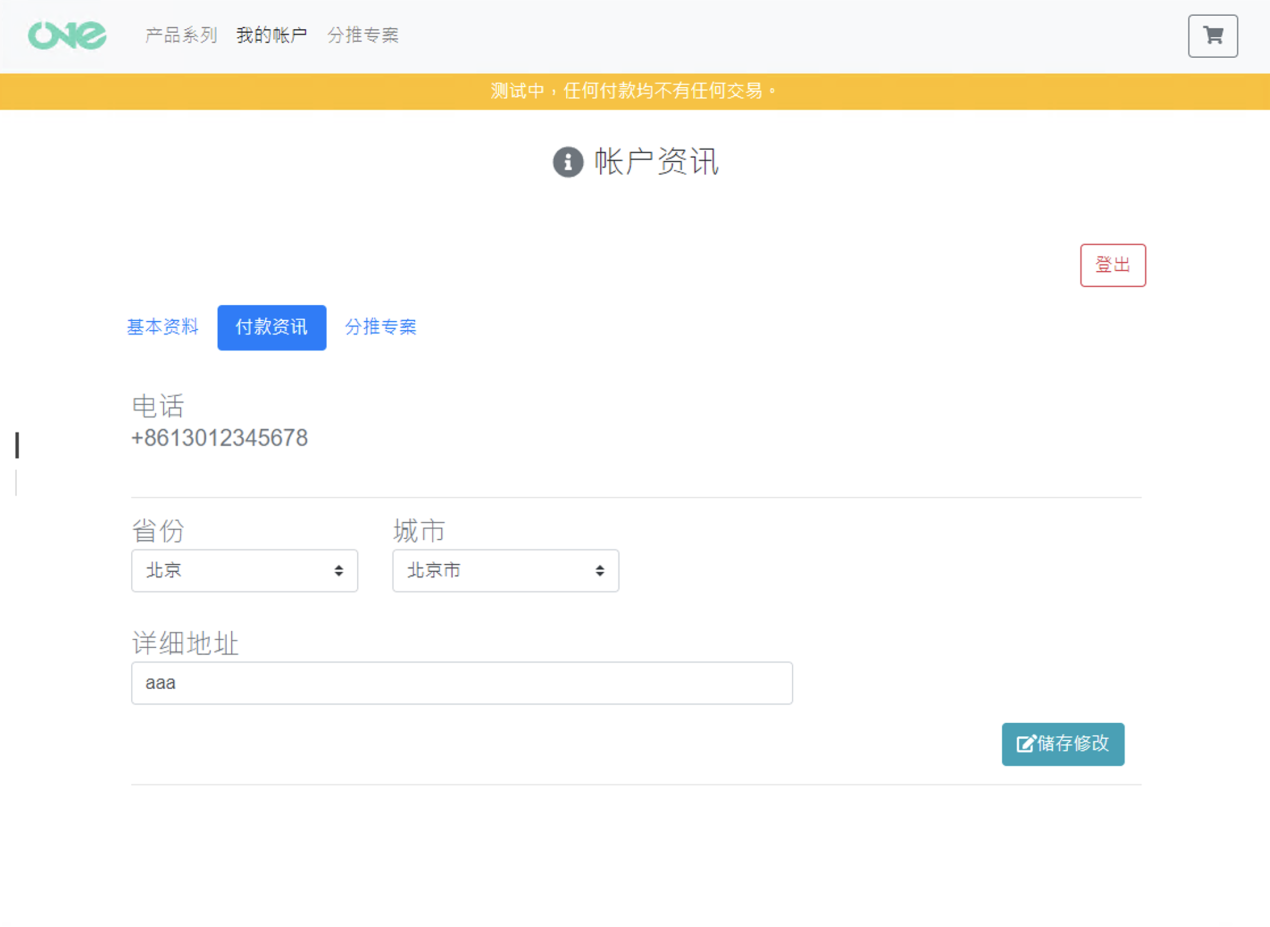 ONE
产品系列 我的帐户 分推专案
测试中，任何付款均不有任何交易。
帐户资讯
登出
基本资料 付款资讯 分推专案
电话
+8613012345678
省份 城市
北京 北京市
详细地址
aaa
储存修改